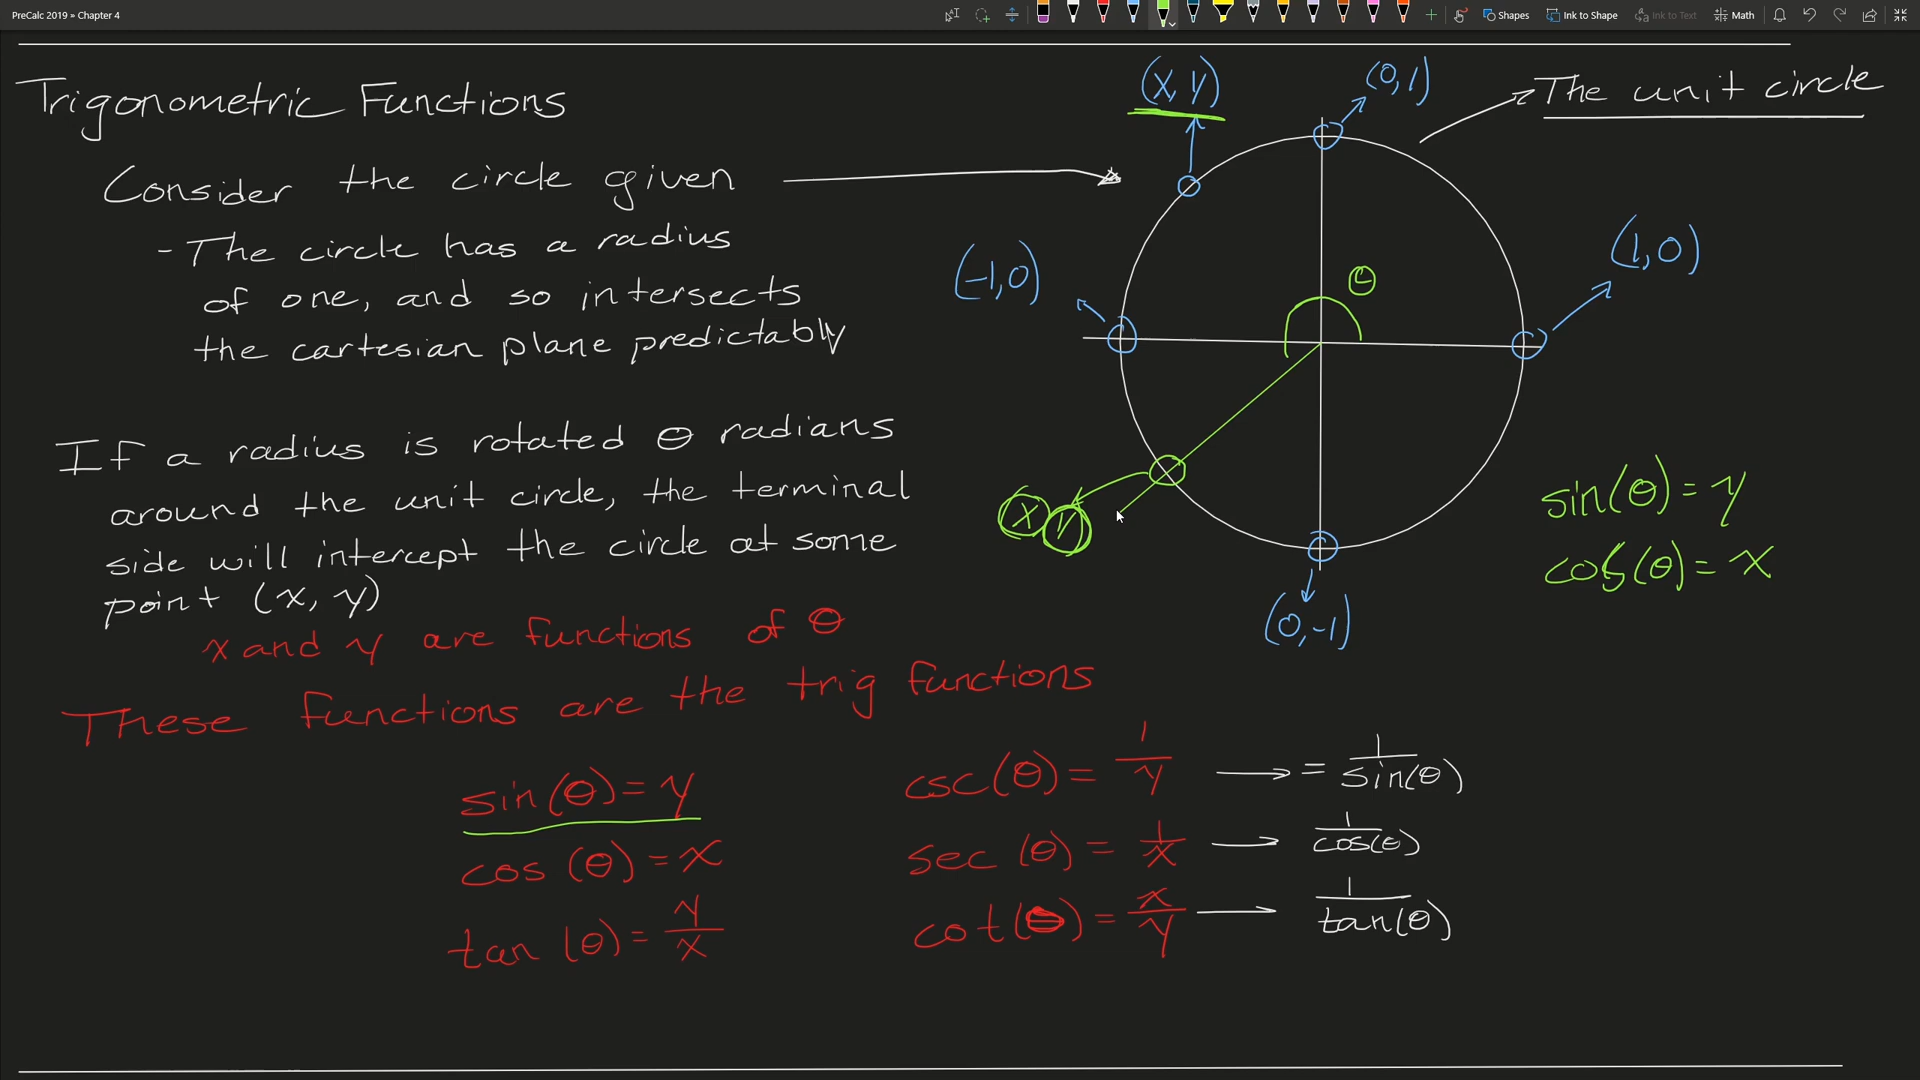 PreCalc 2019 » Chapter 4
Shapes
Ink to Shape
Ink to Text
Math
Trigonometric Functions
Consider the circle given
- The circle has a radius
of one, and so intersects
the cartesian plane predictably
If a radius is rotated θ radians
around the unit circle, the terminal
side will intercept the circle at some
point (x, y)
x and y are functions of θ
These functions are the trig functions
sin(θ) = y
cos(θ) = x
tan(θ) = y/x
csc(θ) = 1/y → = 1/sin(θ)
sec(θ) = 1/x → 1/cos(θ)
cot(θ) = x/y → 1/tan(θ)
(x, y)
(0, 1)
The unit circle
(-1, 0)
(1, 0)
θ
x y
(0, -1)
sin(θ) = y
cos(θ) = x